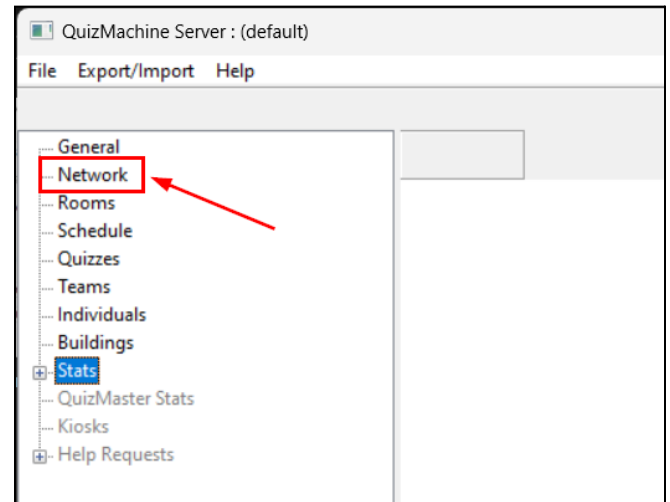 QuizMachine Server : (default)
File Export/Import Help
General
Network
Rooms
Schedule
Quizzes
Teams
Individuals
Buildings
Stats
QuizMaster Stats
Kiosks
Help Requests